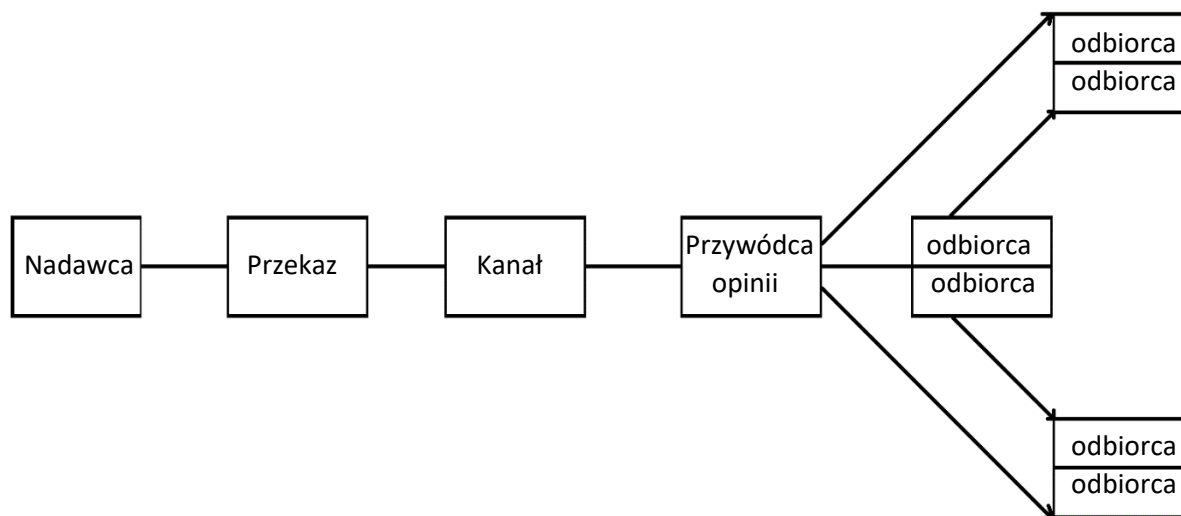 odbiorca
odbiorca
Nadawca
Przekaz
Kanał
Przywódca
opinii
odbiorca
odbiorca
odbiorca
odbiorca